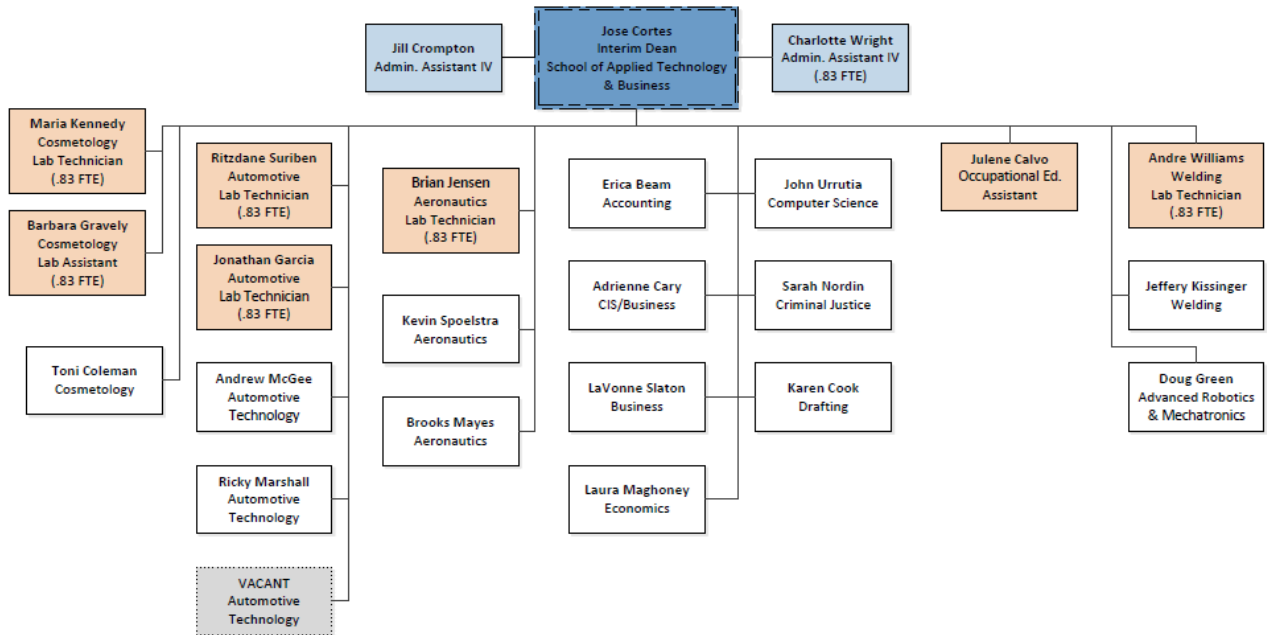 Jill Crompton
Admin. Assistant IV
Jose Cortes
Interim Dean
School of Applied Technology
& Business
Charlotte Wright
Admin. Assistant IV
(.83 FTE)
Maria Kennedy
Cosmetology
Lab Technician
(.83 FTE)
Barbara Gravely
Cosmetology
Lab Assistant
(.83 FTE)
Toni Coleman
Cosmetology
Ritzdane Suriben
Automotive
Lab Technician
(.83 FTE)
Jonathan Garcia
Automotive
Lab Technician
(.83 FTE)
Andrew McGee
Automotive
Technology
Ricky Marshall
Automotive
Technology
VACANT
Automotive
Technology
Brian Jensen
Aeronautics
Lab Technician
(.83 FTE)
Kevin Spoelstra
Aeronautics
Brooks Mayes
Aeronautics
Erica Beam
Accounting
Adrienne Cary
CIS/Business
LaVonne Slaton
Business
Laura Maghoney
Economics
John Urrutia
Computer Science
Sarah Nordin
Criminal Justice
Karen Cook
Drafting
Julene Calvo
Occupational Ed.
Assistant
Andre Williams
Welding
Lab Technician
(.83 FTE)
Jeffery Kissinger
Welding
Doug Green
Advanced Robotics
& Mechatronics